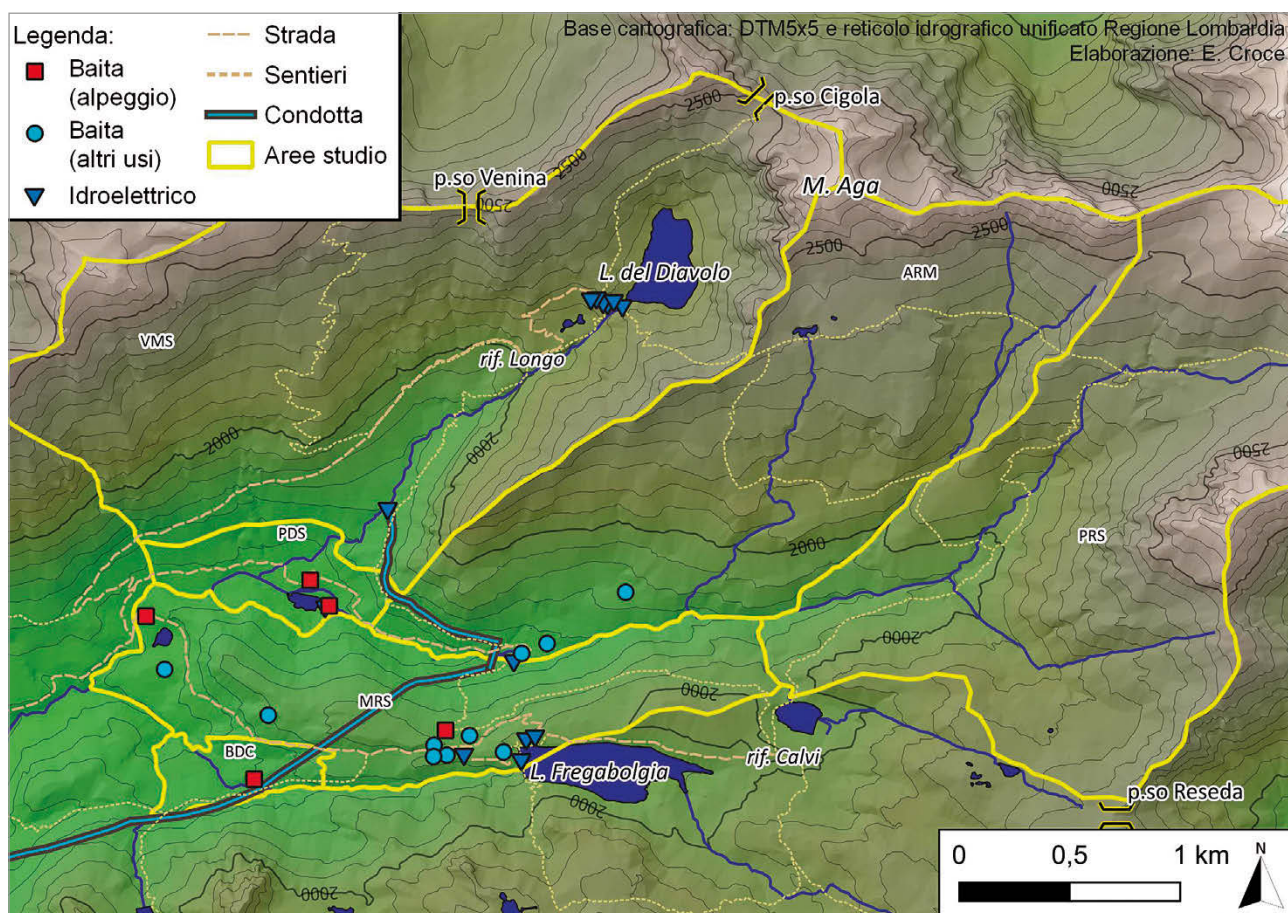 Legenda:
Baita
(alpeggio)
Baita
(altri usi)
Idroelettrico
Strada
Sentieri
Condotta
Aree studio
Base cartografica: DTM5x5 e reticolo idrografico unificato Regione Lombardia
Elaborazione: E. Croce
2500
p.so Cigola
2500
p.so Venina
2500
M. Aga
2500
2500
2500
L. del Diavolo
ARM
VMS
rif. Longo
2000
2000
2500
PDS
2000
PRS
2000
MRS
2000
BDC
L. Fregabolgia
rif. Calvi
2000
p.so Reseda
2000
0
0,5
1 km
N